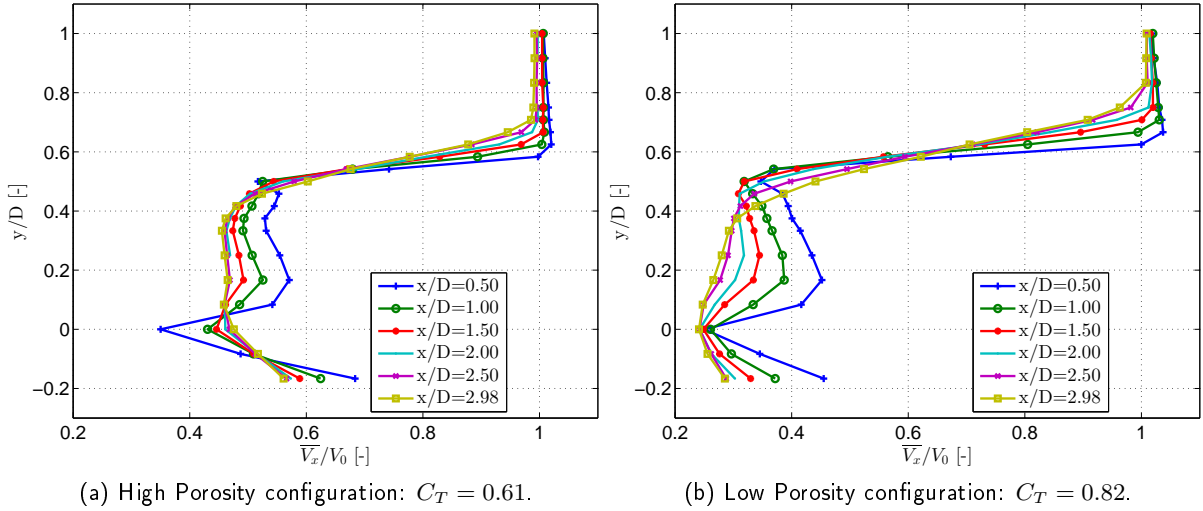 1
0.8
0.6
0.4
0.2
0
−0.2
y/D [-]
0.2 0.4 0.6 0.8 1
V̅x/V0 [-]
x/D=0.50
x/D=1.00
x/D=1.50
x/D=2.00
x/D=2.50
x/D=2.98
(a) High Porosity configuration: CT = 0.61.
1
0.8
0.6
0.4
0.2
0
−0.2
y/D [-]
0.2 0.4 0.6 0.8 1
V̅x/V0 [-]
x/D=0.50
x/D=1.00
x/D=1.50
x/D=2.00
x/D=2.50
x/D=2.98
(b) Low Porosity configuration: CT = 0.82.